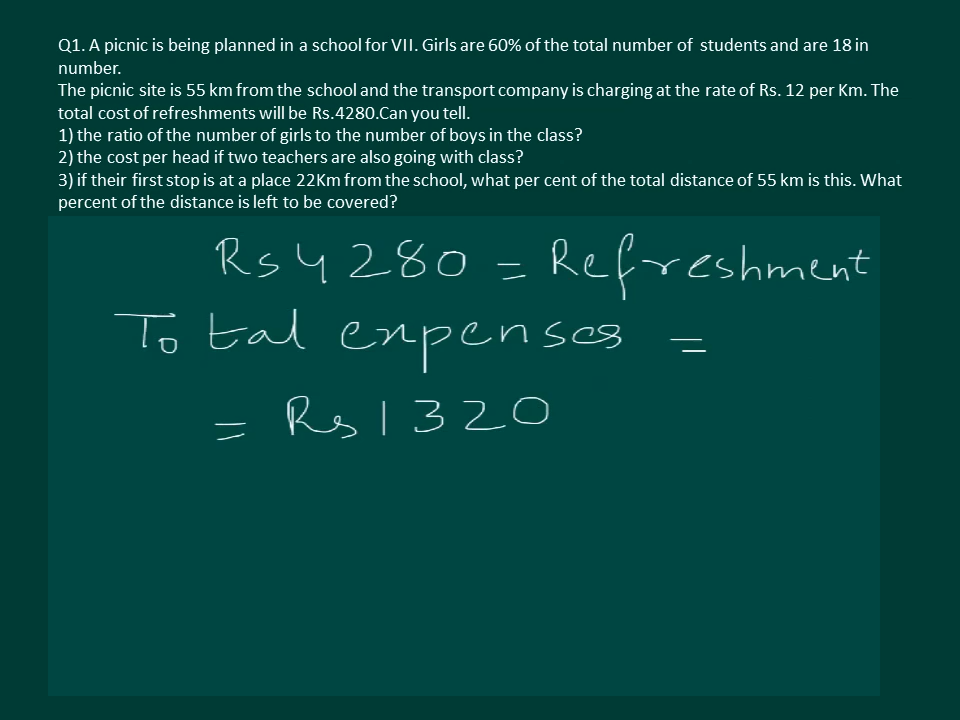 Q1. A picnic is being planned in a school for VII. Girls are 60% of the total number of students and are 18 in
number.
The picnic site is 55 km from the school and the transport company is charging at the rate of Rs. 12 per Km. The
total cost of refreshments will be Rs.4280.Can you tell.
1) the ratio of the number of girls to the number of boys in the class?
2) the cost per head if two teachers are also going with class?
3) if their first stop is at a place 22Km from the school, what per cent of the total distance of 55 km is this. What
percent of the distance is left to be covered?
Rs 4280 = Refreshment
Total expenses =
= Rs 1320